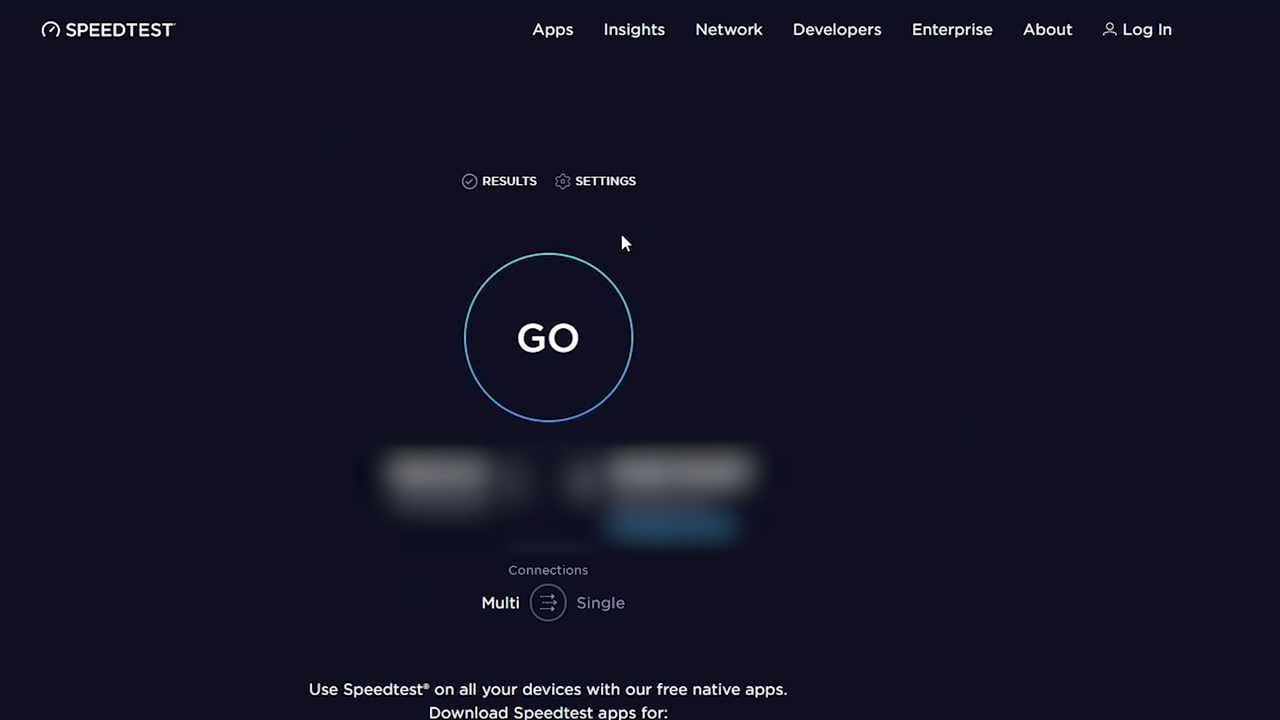 SPEEDTEST
Apps Insights Network Developers Enterprise About Log In
RESULTS SETTINGS
GO
Connections
Multi Single
Use Speedtest® on all your devices with our free native apps.
Download Speedtest apps for: